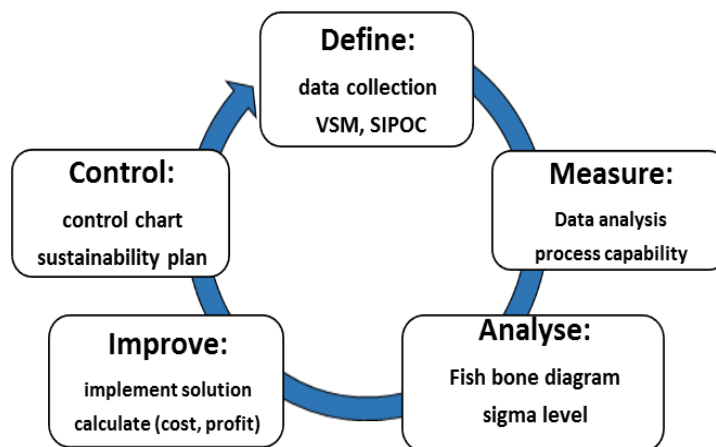 Define:
data collection
VSM, SIPOC
Measure:
Data analysis
process capability
Analyse:
Fish bone diagram
sigma level
Improve:
implement solution
calculate (cost, profit)
Control:
control chart
sustainability plan